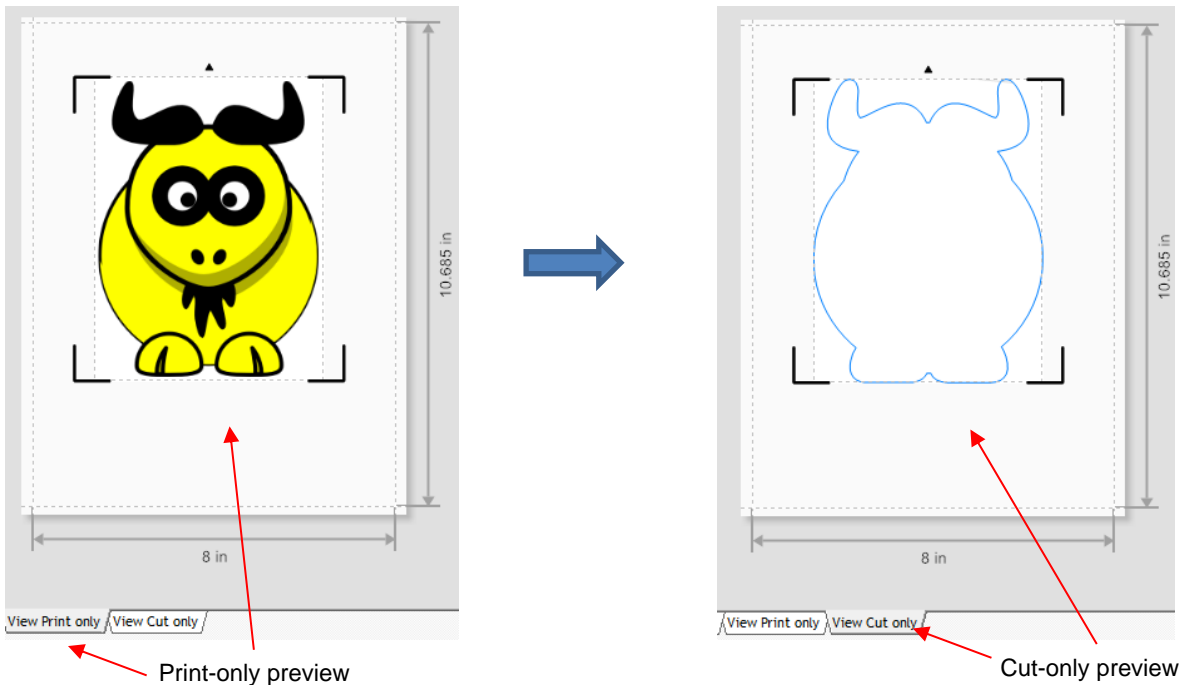 10.685 in
8 in
View Print only View Cut only
Print-only preview
10.685 in
8 in
View Print only View Cut only
Cut-only preview